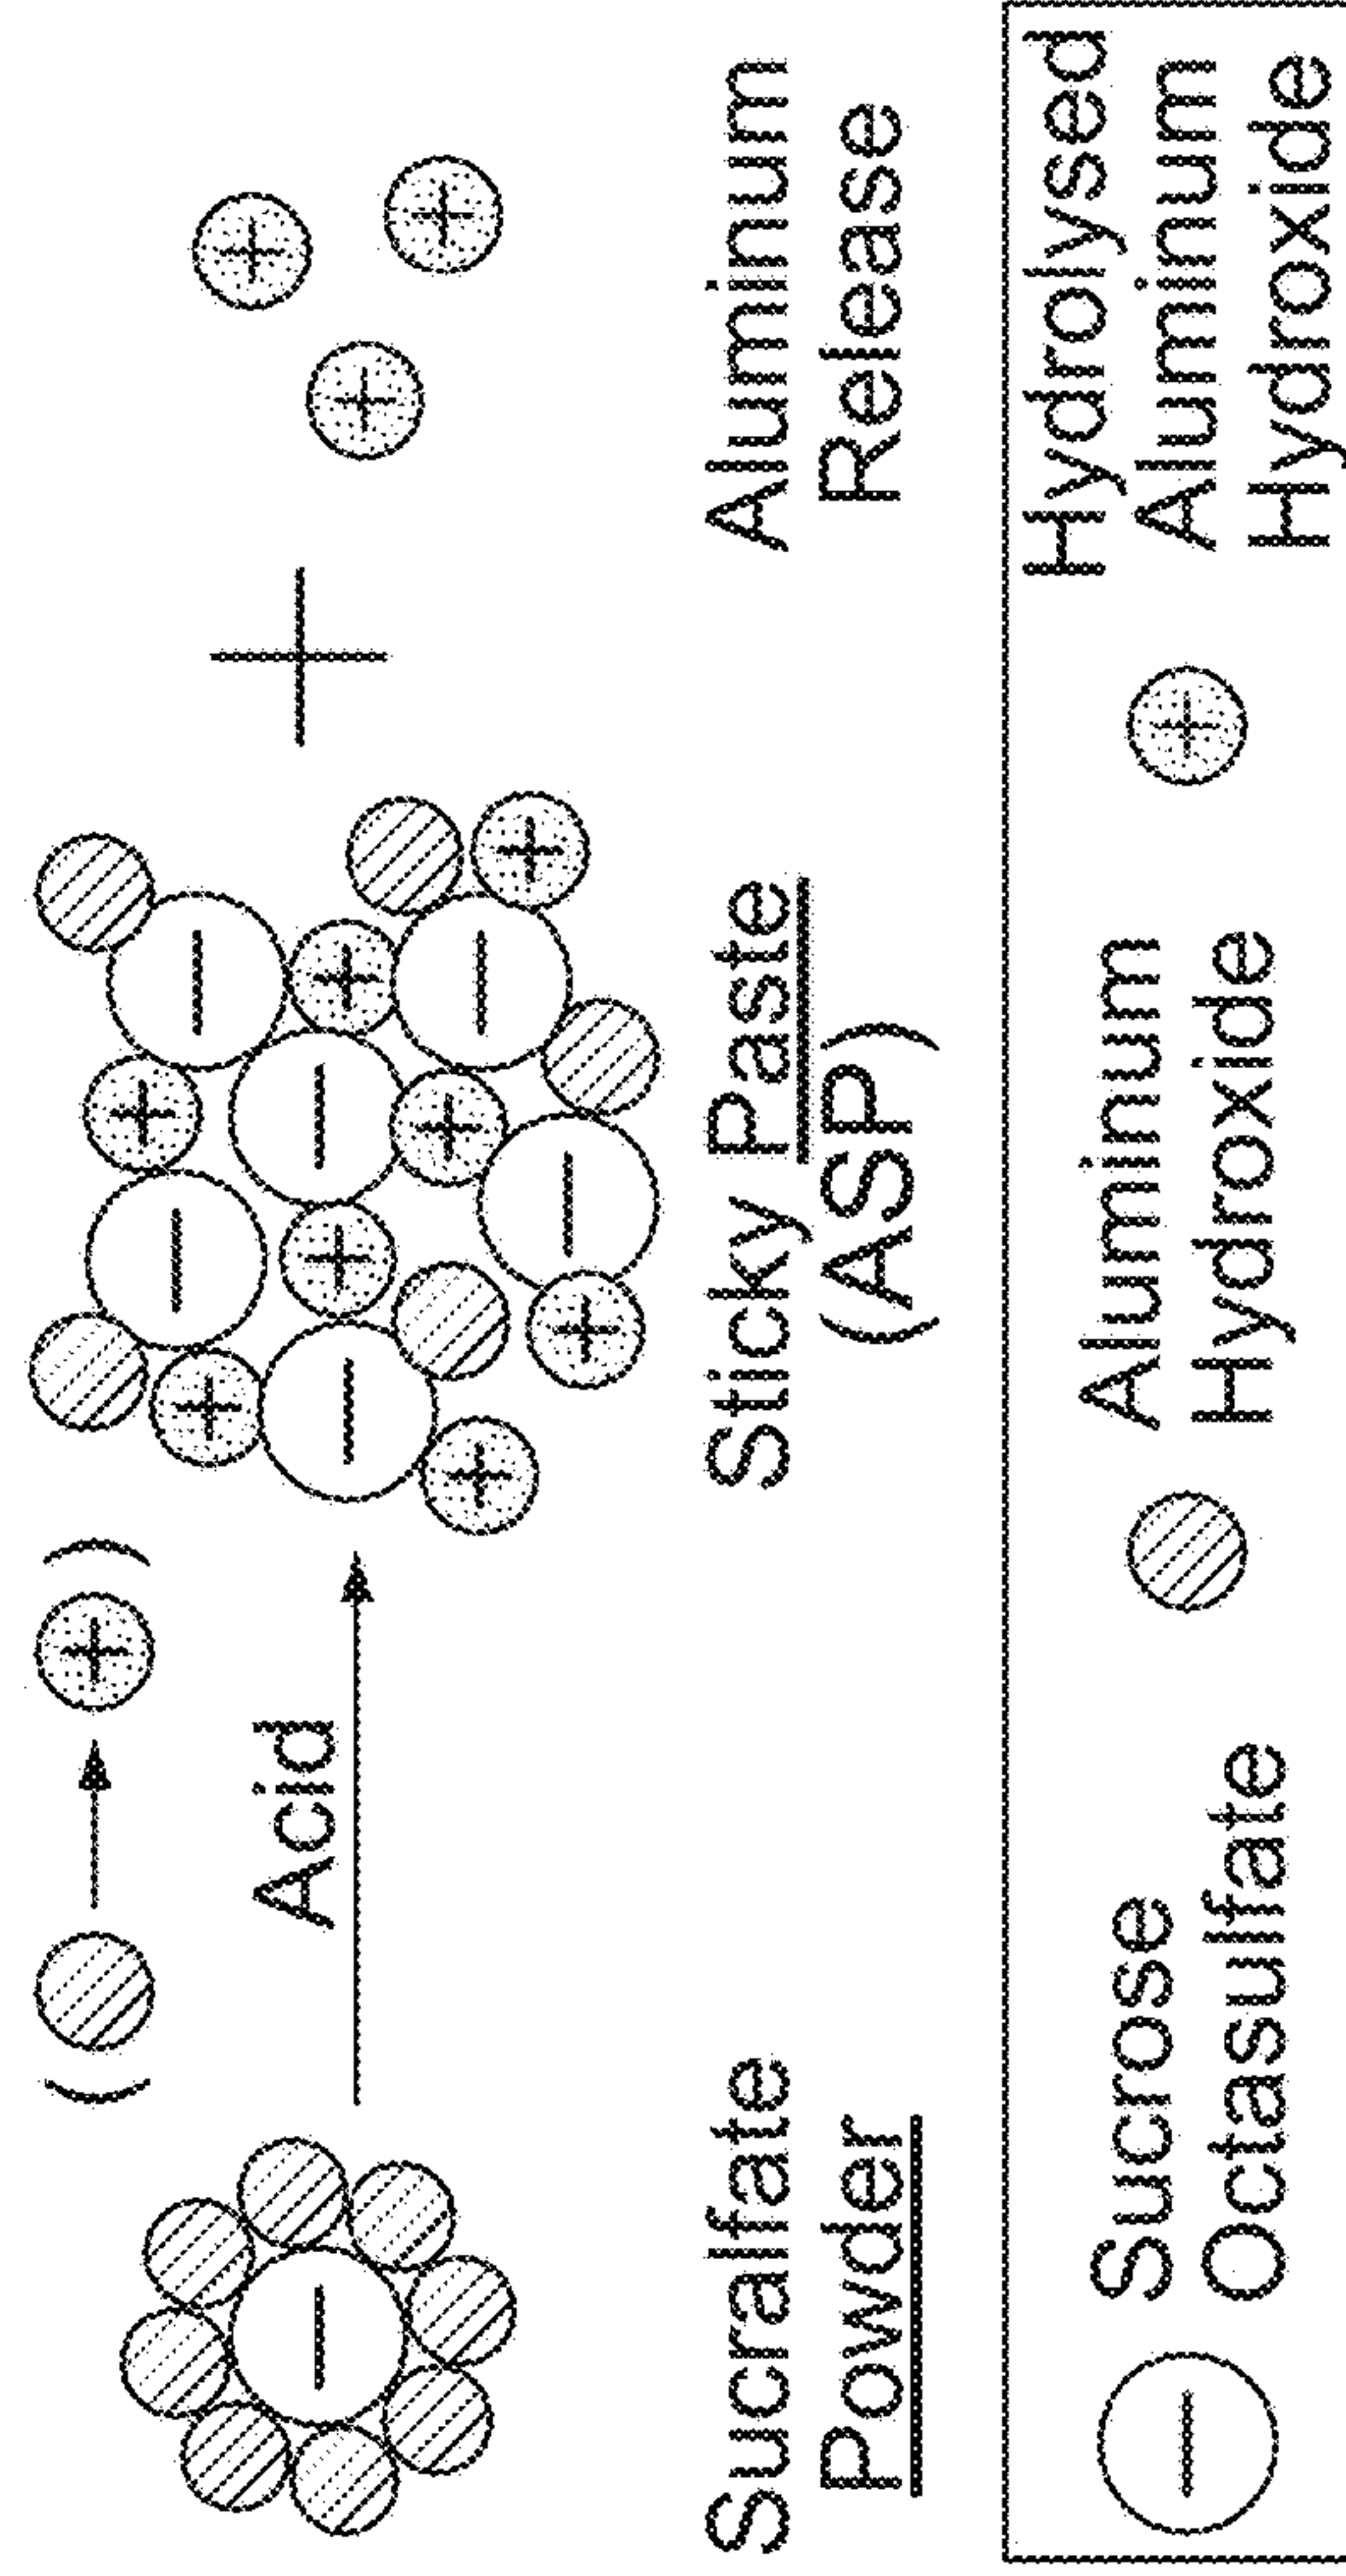 Acid
Sucralfate
Powder
Sticky Paste
(ASP)
Aluminum
Release
Sucrose
Octasulfate
Aluminum
Hydroxide
Hydrolysed
Aluminum
Hydroxide